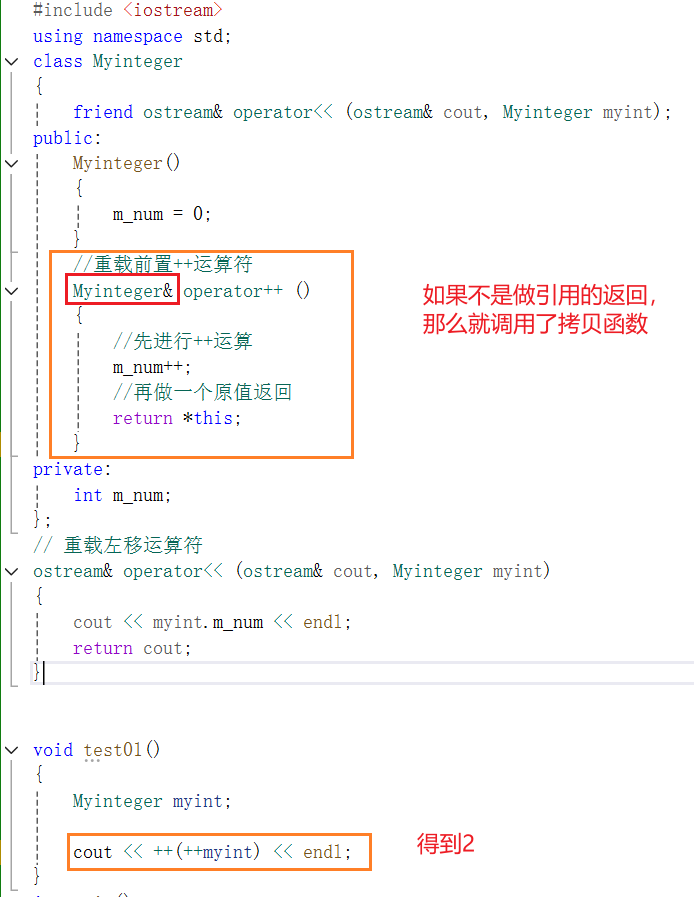 #include <iostream>
using namespace std;
class Myinteger
{
friend ostream& operator<< (ostream& cout, Myinteger myint);
public:
Myinteger()
{
m_num = 0;
}
//重载前置++运算符
Myinteger& operator++ ()
{
//先进行++运算
m_num++;
//再做一个原值返回
return *this;
}
如果不是做引用的返回，
那么就调用了拷贝函数
private:
int m_num;
};
// 重载左移运算符
ostream& operator<< (ostream& cout, Myinteger myint)
{
cout << myint.m_num << endl;
return cout;
}
void test01()
{
Myinteger myint;
cout << ++(++myint) << endl;
得到2
}